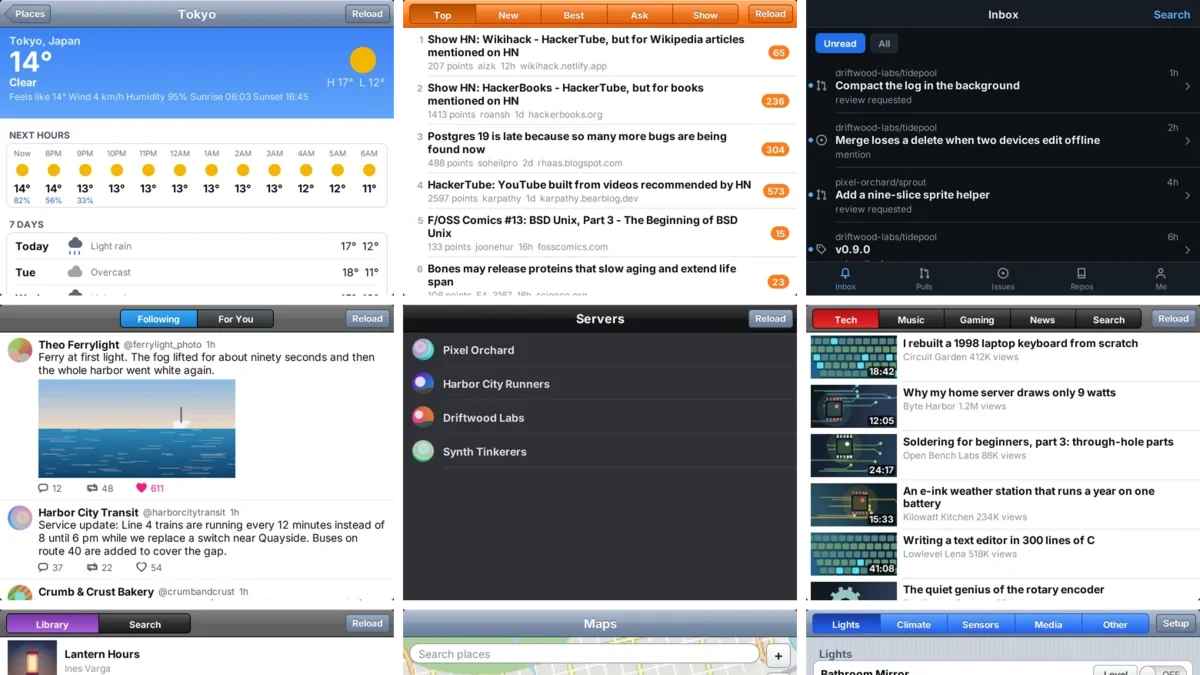 Places
Tokyo
Reload
Tokyo, Japan
14°
Clear
H 17° L 12°
Feels like 14° Wind 4 km/h Humidity 95% Sunrise 06:03 Sunset 16:45
NEXT HOURS
Now 8PM 9PM 10PM 11PM 12AM 1AM 2AM 3AM 4AM 5AM 6AM
14° 14° 13° 13° 13° 13° 13° 13° 13° 12° 12° 11°
82% 56% 33%
7 DAYS
Today Light rain 17° 12°
Tue Overcast 18° 11°
Top New Best Ask Show Reload
1 Show HN: Wikihack - HackerTube, but for Wikipedia articles
mentioned on HN
207 points aizk 12h wikihack.netlify.app
65
2 Show HN: HackerBooks - HackerTube, but for books
mentioned on HN
1413 points roansh 1d hackerbooks.org
236
3 Postgres 19 is late because so many more bugs are being
found now
488 points soheilpro 2d rhaas.blogspot.com
304
4 HackerTube: YouTube built from videos recommended by HN
2597 points karpathy 1d karpathy.bearblog.dev
573
5 F/OSS Comics #13: BSD Unix, Part 3 - The Beginning of BSD
Unix
133 points joonehur 16h fosscomics.com
15
6 Bones may release proteins that slow aging and extend life
span
23
Inbox
Search
Unread All
driftwood-labs/tidepool 1h
Compact the log in the background
review requested
driftwood-labs/tidepool 2h
Merge loses a delete when two devices edit offline
mention
pixel-orchard/sprout 4h
Add a nine-slice sprite helper
review requested
driftwood-labs/tidepool 6h
v0.9.0
Inbox Pulls Issues Repos Me
Following For You Reload
Theo Ferrylight @ferrylight_photo 1h
Ferry at first light. The fog lifted for about ninety seconds and then
the whole harbor went white again.
12 48 611
Harbor City Transit @harborcitytransit 1h
Service update: Line 4 trains are running every 12 minutes instead of
8 until 6 pm while we replace a switch near Quayside. Buses on
route 40 are added to cover the gap.
37 22 54
Crumb & Crust Bakery @crumbandcrust 1h
Servers
Reload
Pixel Orchard
Harbor City Runners
Driftwood Labs
Synth Tinkerers
Tech Music Gaming News Search Reload
I rebuilt a 1998 laptop keyboard from scratch
Circuit Garden 412K views
18:42
Why my home server draws only 9 watts
Byte Harbor 1.2M views
12:05
Soldering for beginners, part 3: through-hole parts
Open Bench Labs 86K views
24:17
An e-ink weather station that runs a year on one
battery
Kilowatt Kitchen 234K views
15:33
Writing a text editor in 300 lines of C
Lowlevel Lena 518K views
41:08
The quiet genius of the rotary encoder
Library Search Reload
Lantern Hours
Ines Varga
Maps
Search places
+
Lights Climate Sensors Media Other Setup
Lights
Bathroom Mirror
Level
OFF